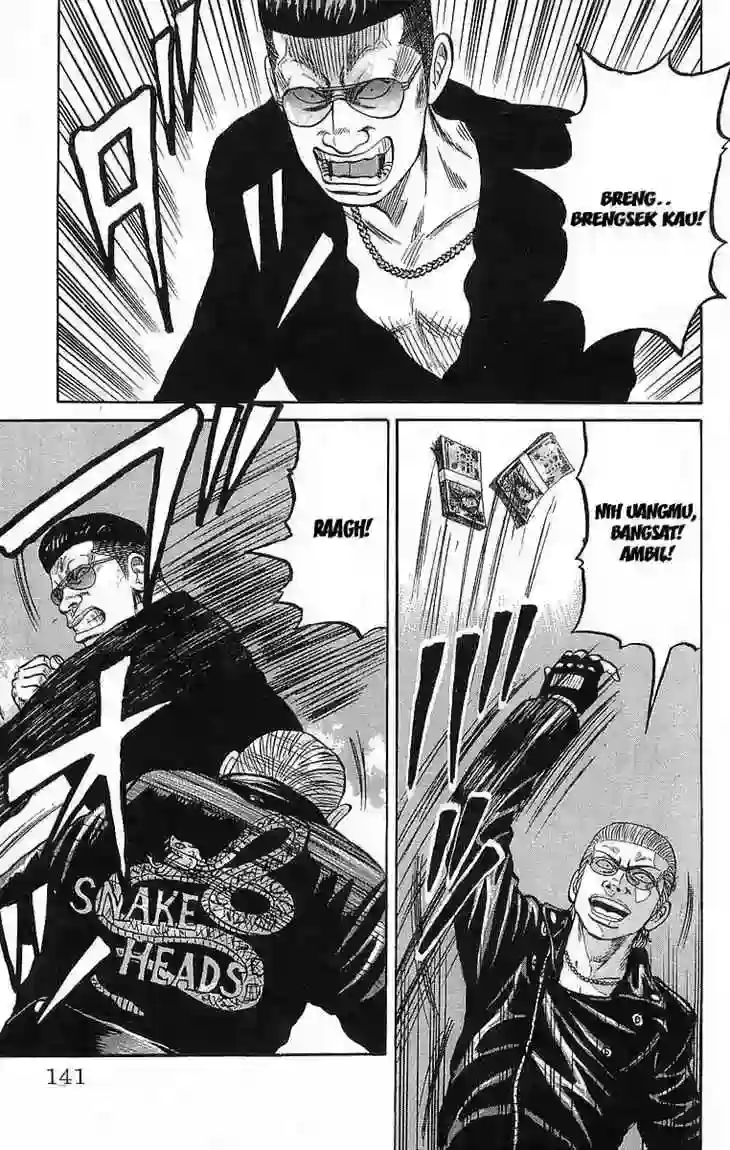 BRENG..
BRENGSEK KAU!
NIH UANGMU,
BANGSAT!
AMBIL!
RAAGH!
SNAKE
HEADS
141